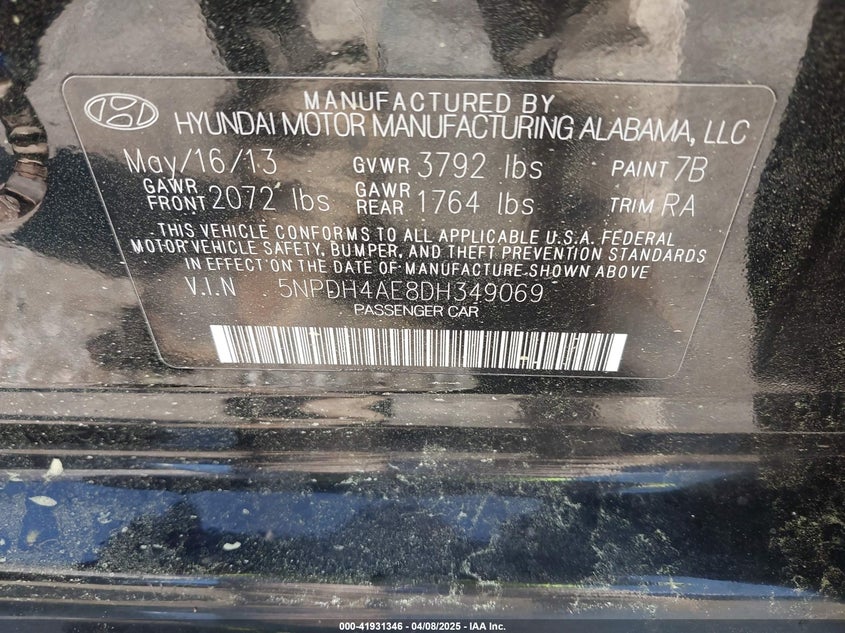 MANUFACTURED BY
HYUNDAI MOTOR MANUFACTURING ALABAMA, LLC
May/16/13 GVWR 3792 lbs PAINT 7B
GAWR FRONT 2072 lbs GAWR REAR 1764 lbs TRIM RA
THIS VEHICLE CONFORMS TO ALL APPLICABLE U.S.A. FEDERAL
MOTOR VEHICLE SAFETY, BUMPER, AND THEFT PREVENTION STANDARDS
IN EFFECT ON THE DATE OF MANUFACTURE SHOWN ABOVE
V.I.N 5NPDH4AE8DH349069
PASSENGER CAR
000-41931346 - 04/08/2025 - IAA Inc.